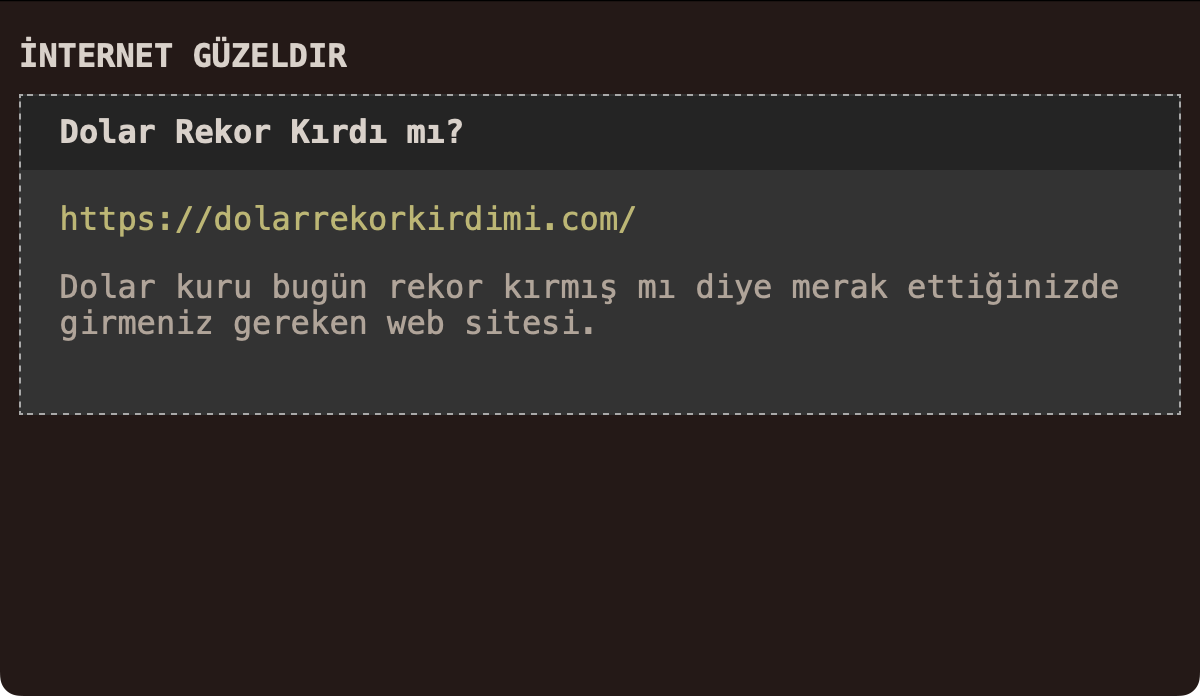 İNTERNET GÜZELDIR
Dolar Rekor Kırdı mı?
https://dolarrekorkirdimi.com/
Dolar kuru bugün rekor kırmış mı diye merak ettiğinizde
girmeniz gereken web sitesi.